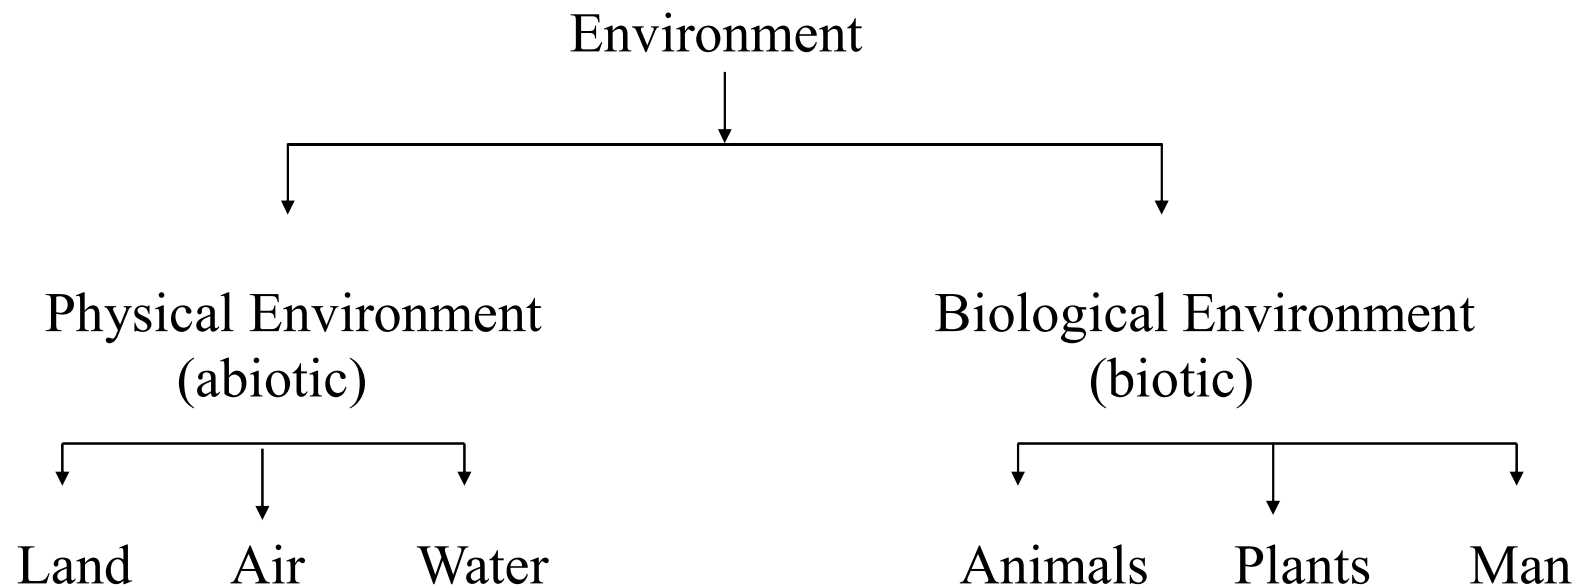 Environment
Physical Environment
(abiotic)
Biological Environment
(biotic)
Land
Air
Water
Animals
Plants
Man